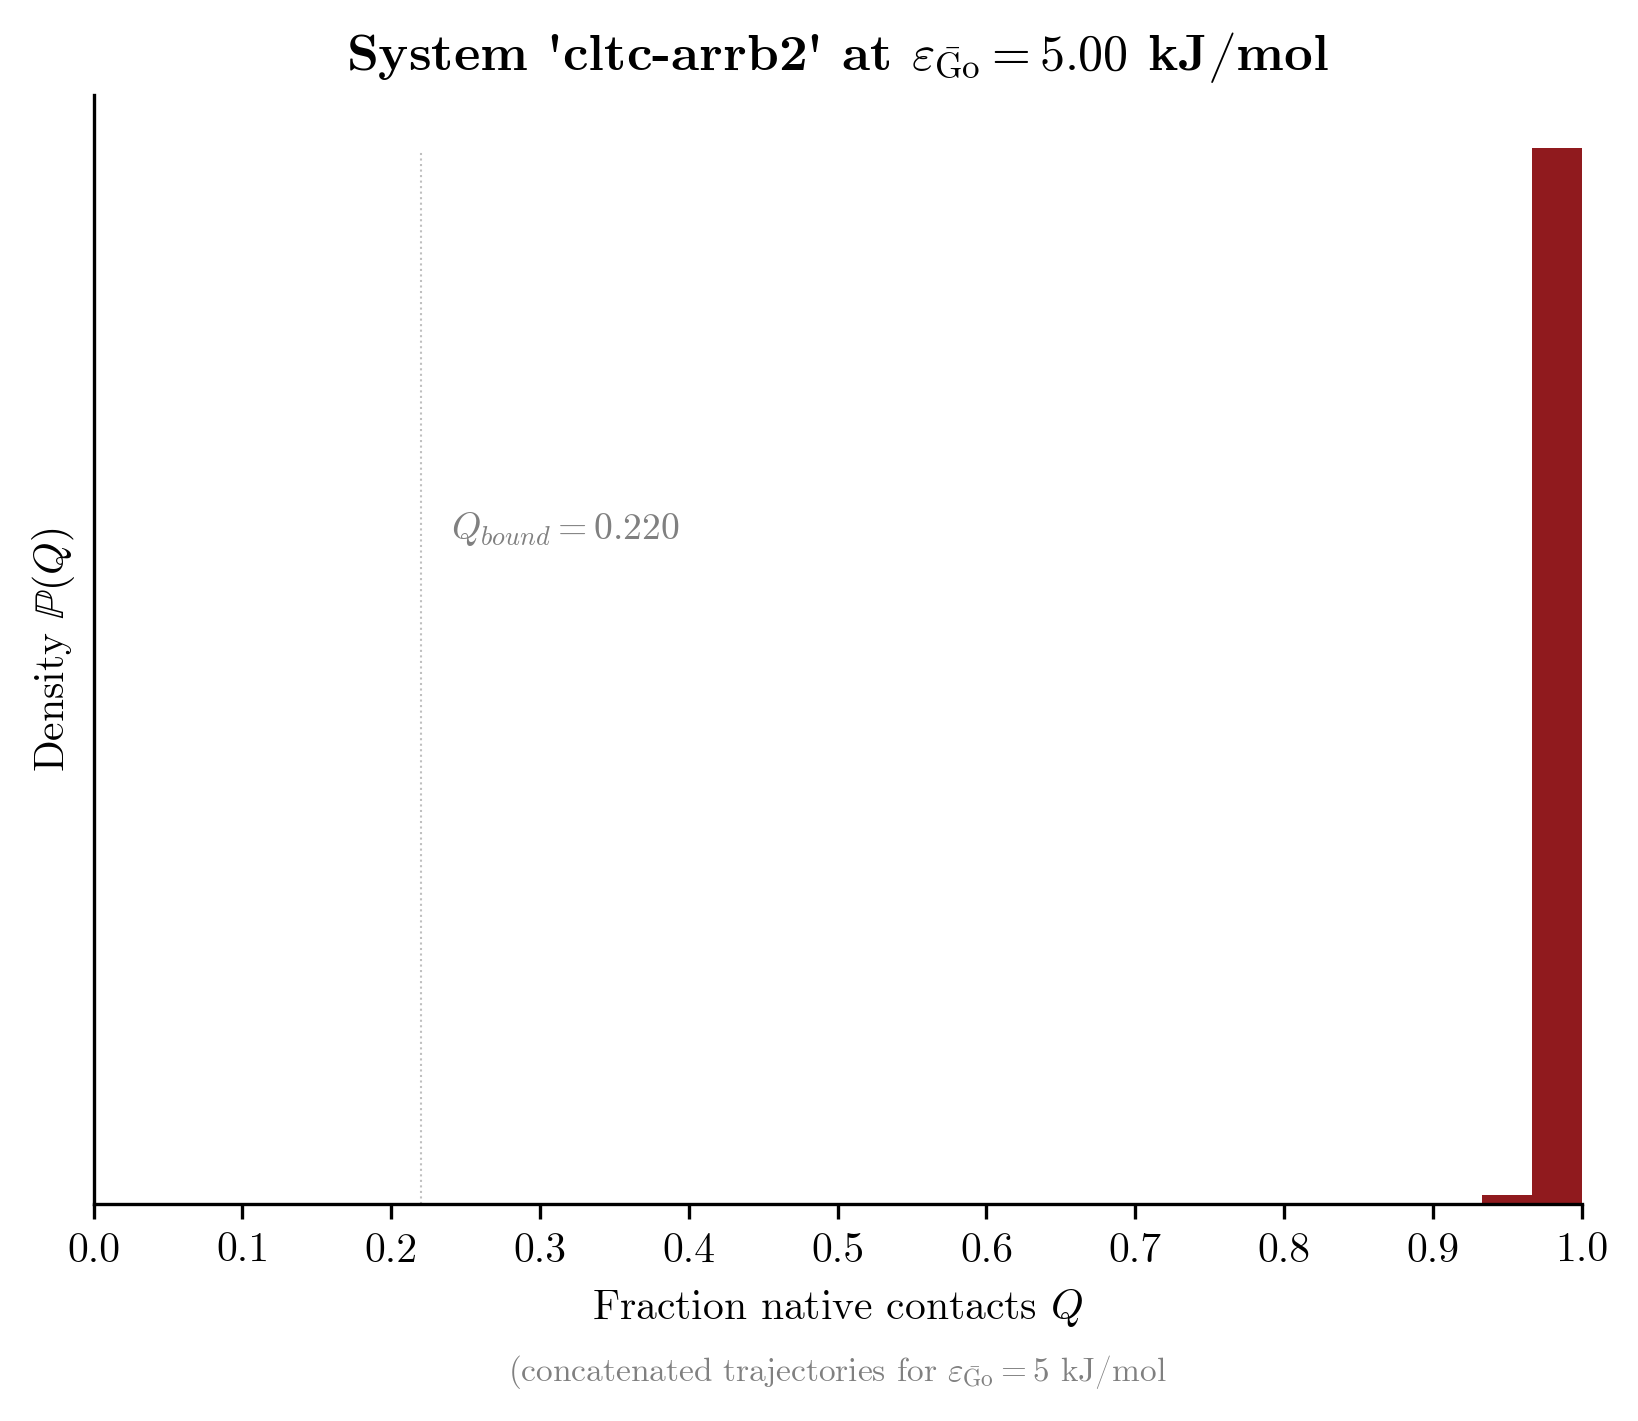 System 'cltc-arrb2' at ε_Ḡo = 5.00 kJ/mol
Density ℙ(Q)
Q_bound = 0.220
0.0 0.1 0.2 0.3 0.4 0.5 0.6 0.7 0.8 0.9 1.0
Fraction native contacts Q
(concatenated trajectories for ε_Ḡo = 5 kJ/mol